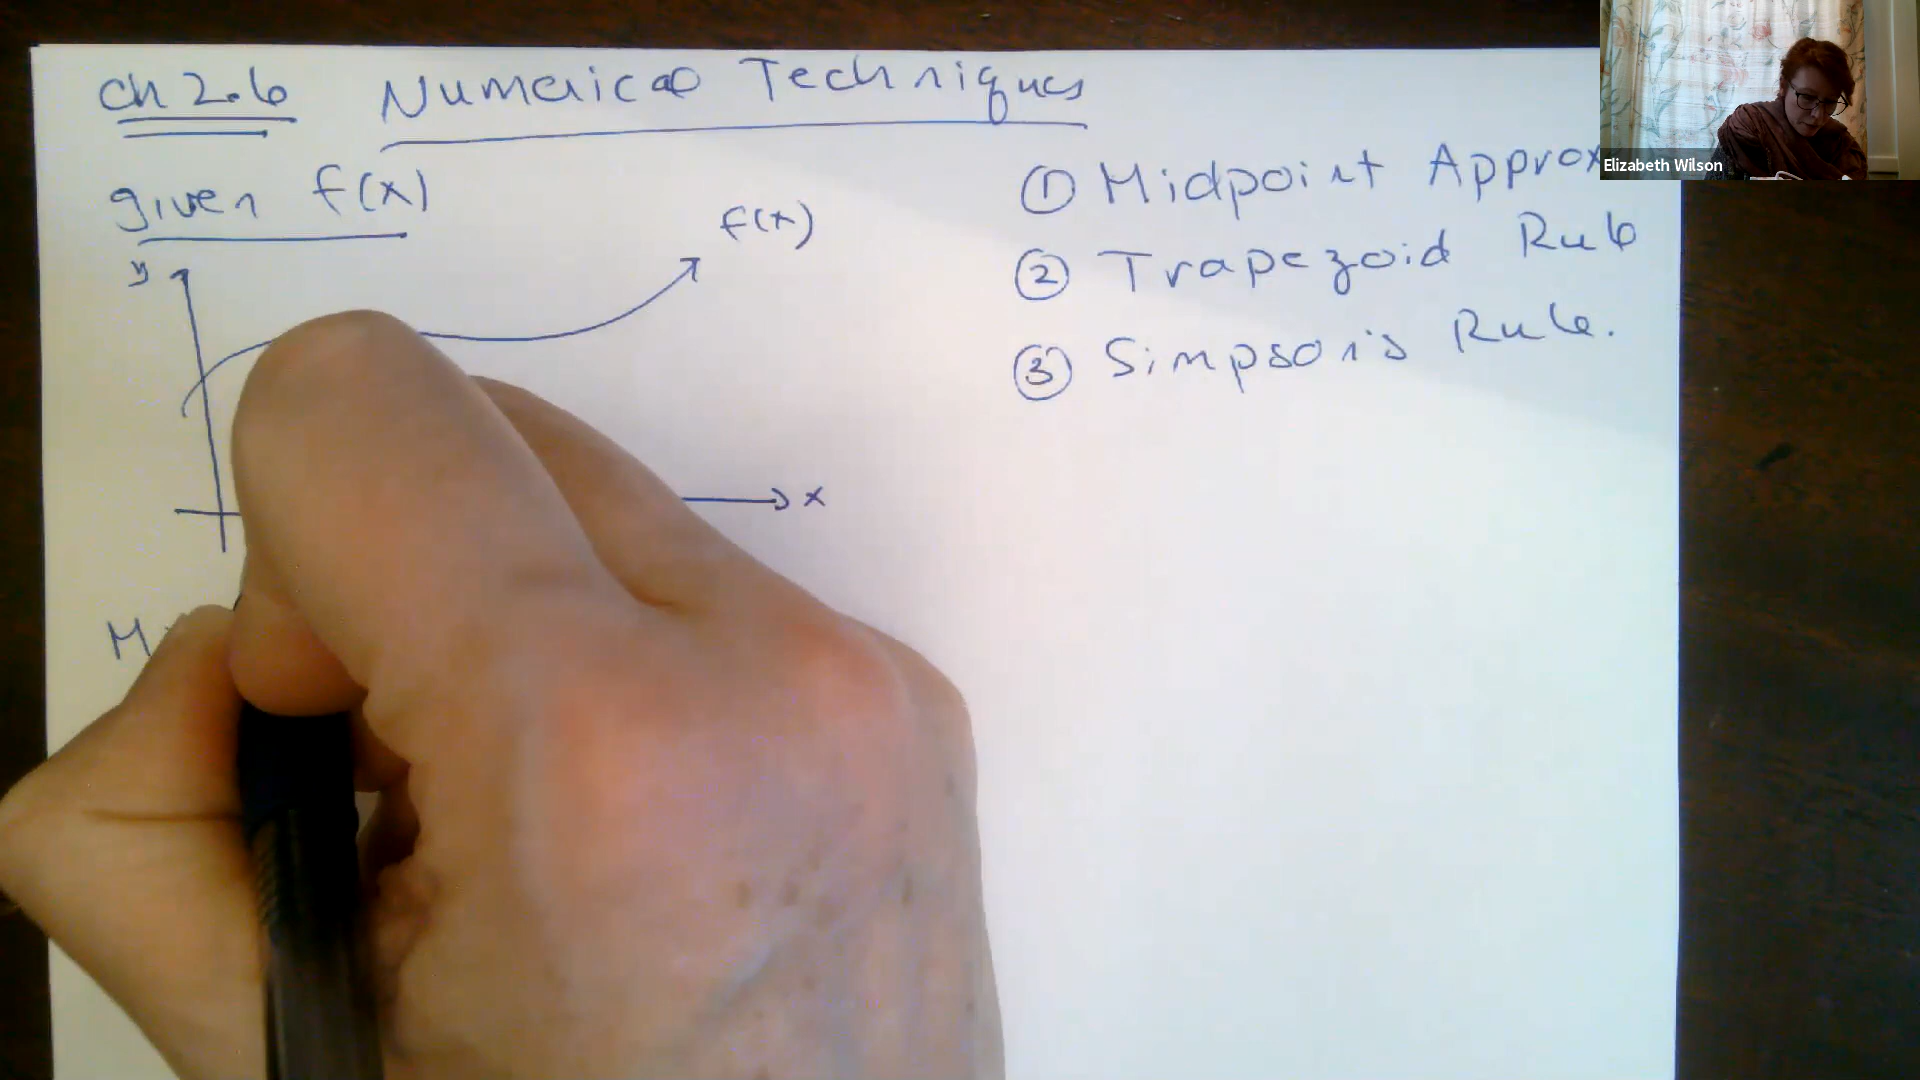 Ch 2.6 Numerical Techniques
given f(x)
① Midpoint Approx
② Trapezoid Rule
③ Simpson's Rule.
f(x)
y
x
M
Elizabeth Wilson